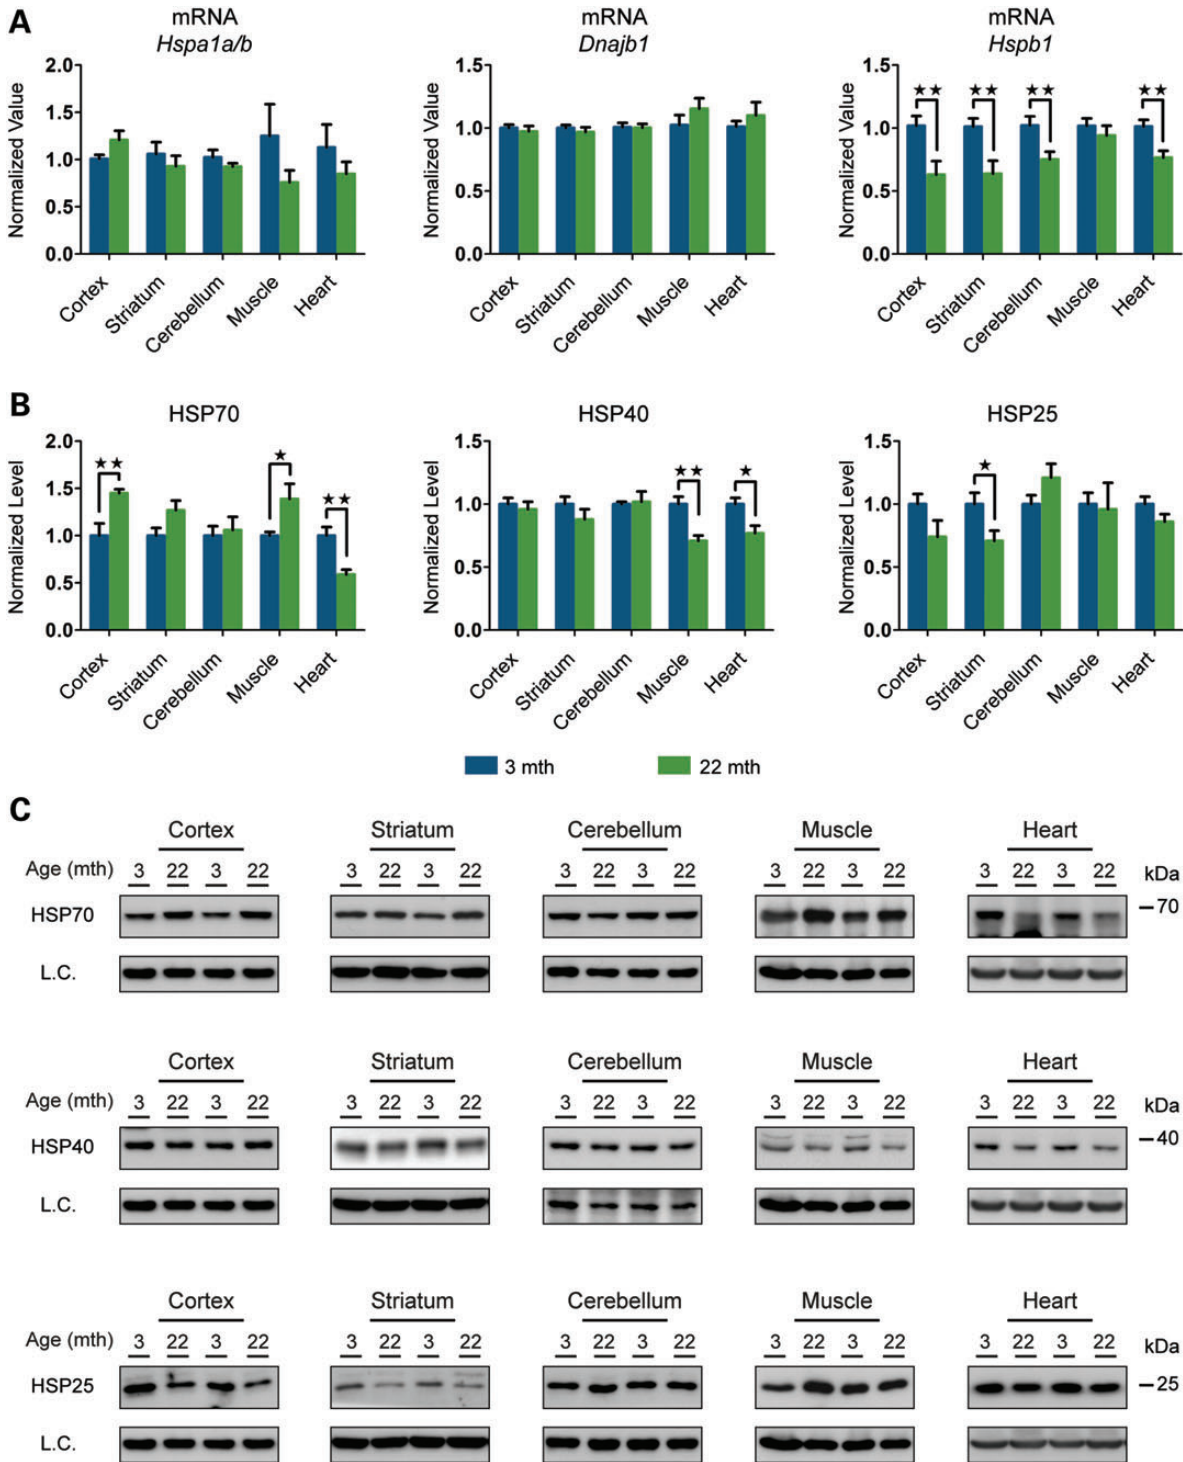 A
mRNA mRNA mRNA
Hspa1a/b Dnajb1 Hspb1
Normalized Value
2.0
1.5
1.0
0.5
0.0
Cortex Striatum Cerebellum Muscle Heart
Normalized Value
1.5
1.0
0.5
0.0
Cortex Striatum Cerebellum Muscle Heart
Normalized Value
1.5
1.0
0.5
0.0
★★ ★★ ★★ ★★
Cortex Striatum Cerebellum Muscle Heart
B
HSP70 HSP40 HSP25
Normalized Level
2.0
1.5
1.0
0.5
0.0
★★ ★ ★★
Cortex Striatum Cerebellum Muscle Heart
Normalized Level
1.5
1.0
0.5
0.0
★★ ★
Cortex Striatum Cerebellum Muscle Heart
Normalized Level
1.5
1.0
0.5
0.0
★
Cortex Striatum Cerebellum Muscle Heart
3 mth 22 mth
C
Cortex Striatum Cerebellum Muscle Heart
Age (mth) 3 22 3 22 3 22 3 22 3 22 3 22 3 22 3 22 3 22 3 22 kDa
HSP70 –70
L.C.
Cortex Striatum Cerebellum Muscle Heart
Age (mth) 3 22 3 22 3 22 3 22 3 22 3 22 3 22 3 22 3 22 3 22 kDa
HSP40 –40
L.C.
Cortex Striatum Cerebellum Muscle Heart
Age (mth) 3 22 3 22 3 22 3 22 3 22 3 22 3 22 3 22 3 22 3 22 kDa
HSP25 –25
L.C.